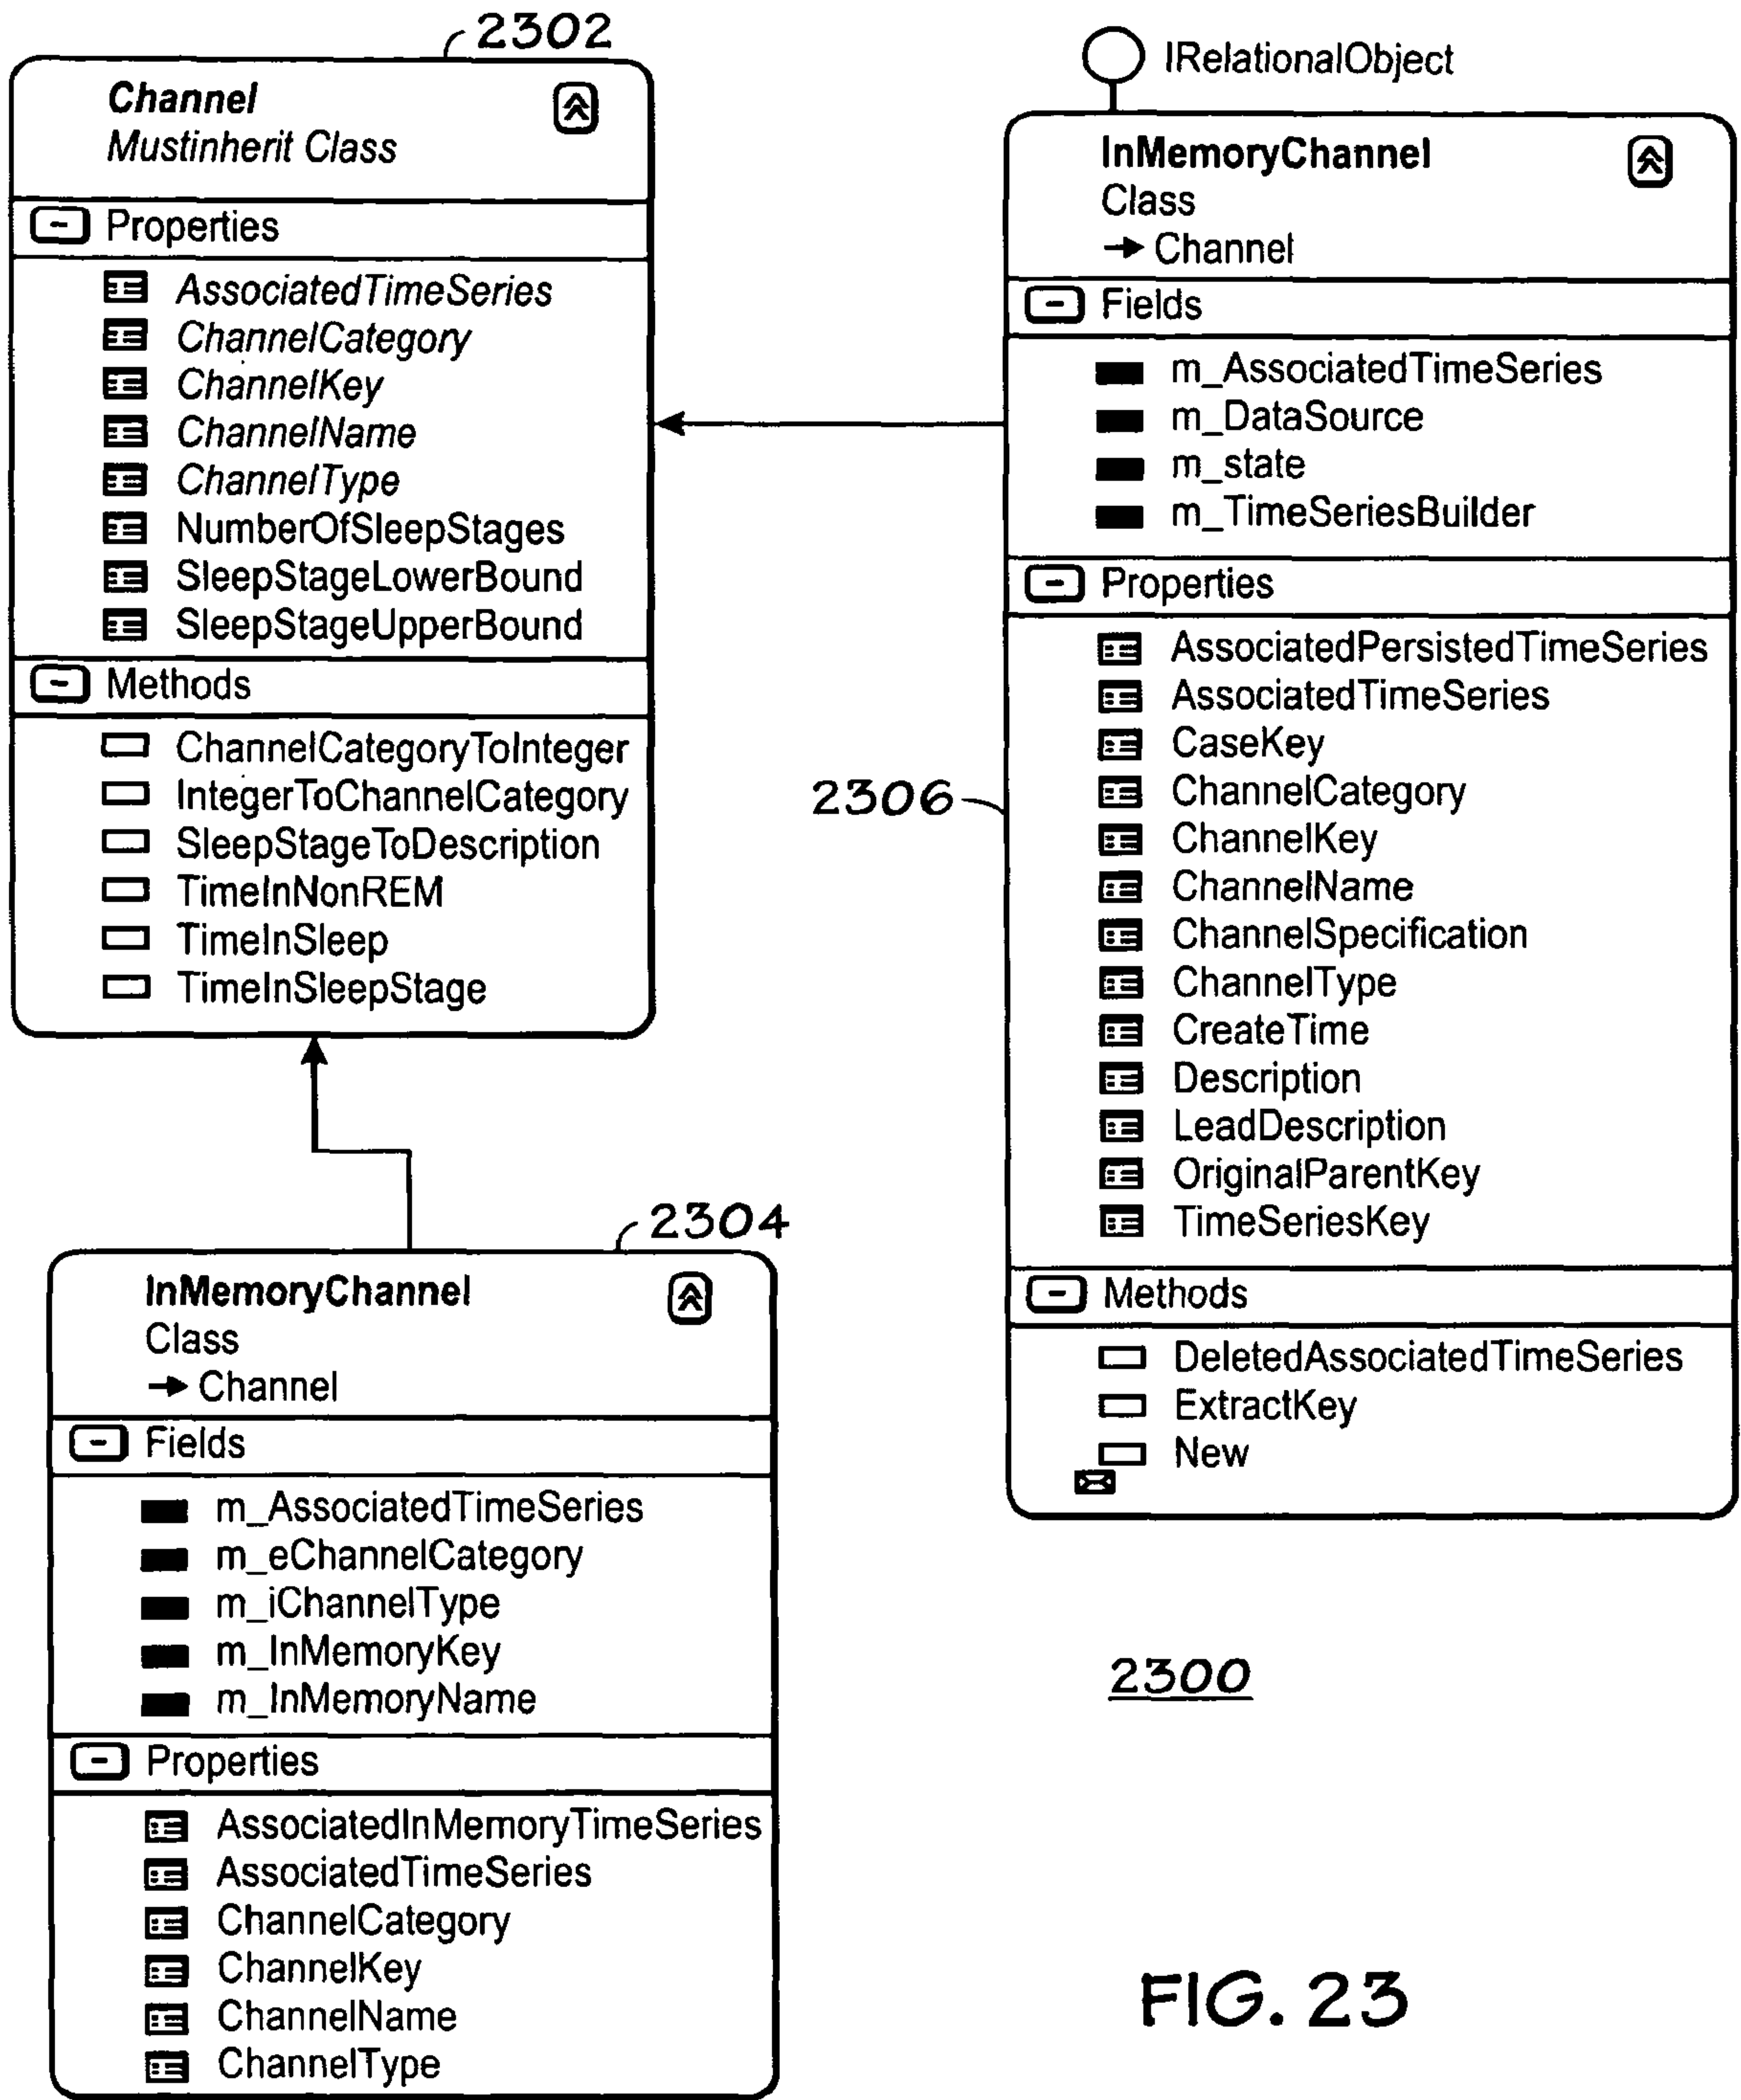 2302
Channel
Mustinherit Class
Properties
AssociatedTimeSeries
ChannelCategory
ChannelKey
ChannelName
ChannelType
NumberOfSleepStages
SleepStageLowerBound
SleepStageUpperBound
Methods
ChannelCategoryToInteger
IntegerToChannelCategory
SleepStageToDescription
TimeInNonREM
TimeInSleep
TimeInSleepStage
IRelationalObject
InMemoryChannel
Class
Channel
Fields
m_AssociatedTimeSeries
m_DataSource
m_state
m_TimeSeriesBuilder
Properties
AssociatedPersistedTimeSeries
AssociatedTimeSeries
CaseKey
ChannelCategory
ChannelKey
ChannelName
ChannelSpecification
ChannelType
CreateTime
Description
LeadDescription
OriginalParentKey
TimeSeriesKey
Methods
DeletedAssociatedTimeSeries
ExtractKey
New
2306
2304
InMemoryChannel
Class
Channel
Fields
m_AssociatedTimeSeries
m_eChannelCategory
m_iChannelType
m_InMemoryKey
m_InMemoryName
Properties
AssociatedInMemoryTimeSeries
AssociatedTimeSeries
ChannelCategory
ChannelKey
ChannelName
ChannelType
2300
FIG. 23